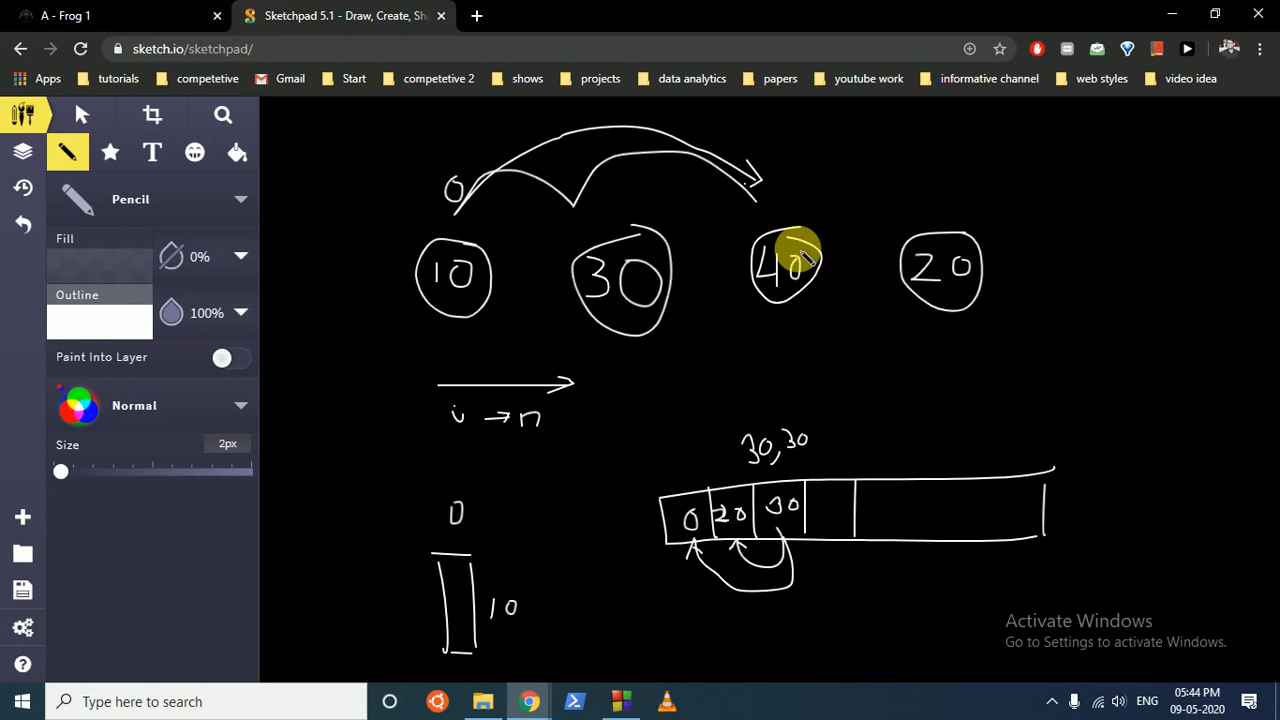 A - Frog 1
Sketchpad 5.1 - Draw, Create, Sh
sketch.io/sketchpad/
Apps tutorials competetive Gmail Start competetive 2 shows projects data analytics papers youtube work informative channel web styles video idea
Pencil
Fill
0%
Outline
100%
Paint Into Layer
Normal
Size
2px
0
10 30 40 20
i → n
30,30
0 20 30
0
10
Activate Windows
Go to Settings to activate Windows.
Type here to search
ENG
05:44 PM
09-05-2020